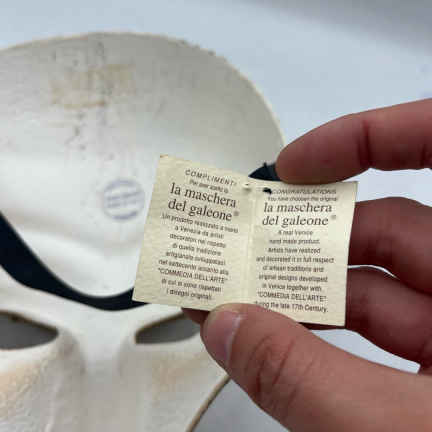 COMPLIMENTI
Per aver scelto la
la maschera
del galeone®
Un prodotto realizzato a mano
a Venezia da artisti
decoratori nel rispetto
di quella tradizione
artigianale sviluppatasi
nel settecento accanto alla
"COMMEDIA DELL'ARTE"
di cui si sono rispettati
i disegni originali.
CONGRATULATIONS
You have choosen the original
la maschera
del galeone®
A real Venice
hand made product.
Artists have realized
and decorated it in full respect
of artisan traditions and
original designs developed
in Venice together with
"COMMEDIA DELL'ARTE"
during the late 17th Century.